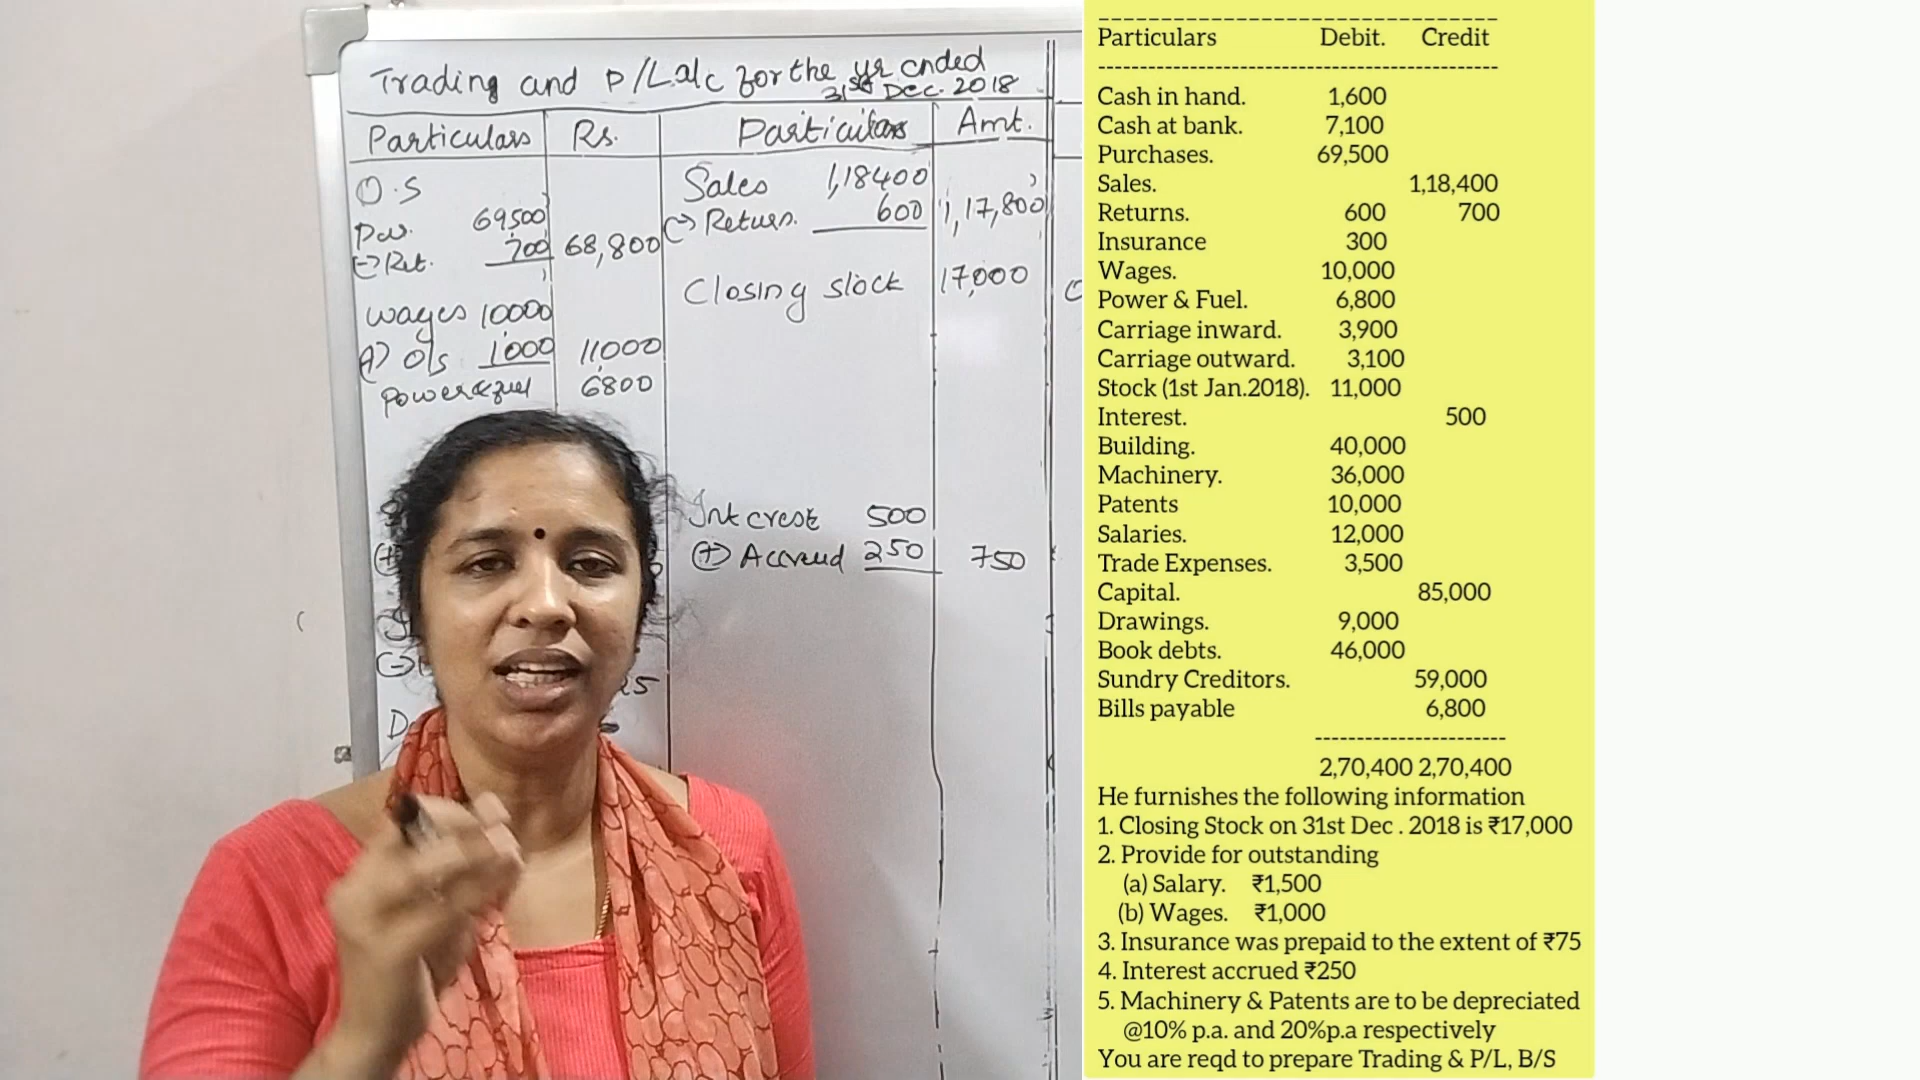 Trading and P/L a/c for the yr ended
31st Dec. 2018
Particulars Rs. Particulars Amt.
O.S
Pur. 69500
(-) Ret. 700 68,800
wages 10000
(A) o/s 1000 11000
Power & fuel 6800
Sales 1,18400
(-) Return. 600 1,17,800
Closing stock 17,000
Interest 500
(+) Accrued 250 750
Particulars Debit. Credit
Cash in hand. 1,600
Cash at bank. 7,100
Purchases. 69,500
Sales. 1,18,400
Returns. 600 700
Insurance 300
Wages. 10,000
Power & Fuel. 6,800
Carriage inward. 3,900
Carriage outward. 3,100
Stock (1st Jan.2018). 11,000
Interest. 500
Building. 40,000
Machinery. 36,000
Patents 10,000
Salaries. 12,000
Trade Expenses. 3,500
Capital. 85,000
Drawings. 9,000
Book debts. 46,000
Sundry Creditors. 59,000
Bills payable 6,800
2,70,400 2,70,400
He furnishes the following information
1. Closing Stock on 31st Dec . 2018 is ₹17,000
2. Provide for outstanding
(a) Salary. ₹1,500
(b) Wages. ₹1,000
3. Insurance was prepaid to the extent of ₹75
4. Interest accrued ₹250
5. Machinery & Patents are to be depreciated
@10% p.a. and 20%p.a respectively
You are reqd to prepare Trading & P/L, B/S